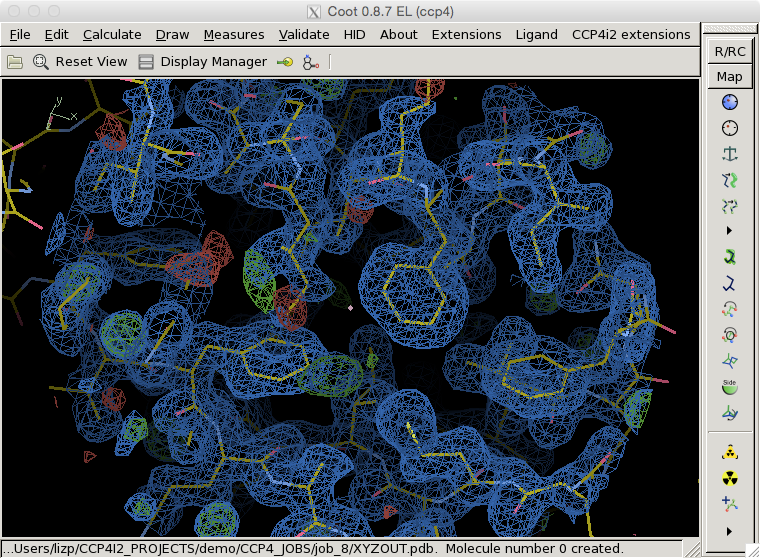 Coot 0.8.7 EL (ccp4)
File Edit Calculate Draw Measures Validate HID About Extensions Ligand CCP4i2 extensions
Reset View Display Manager
R/RC
Map
y
x
Side
...Users/lizp/CCP4I2_PROJECTS/demo/CCP4_JOBS/job_8/XYZOUT.pdb. Molecule number 0 created.